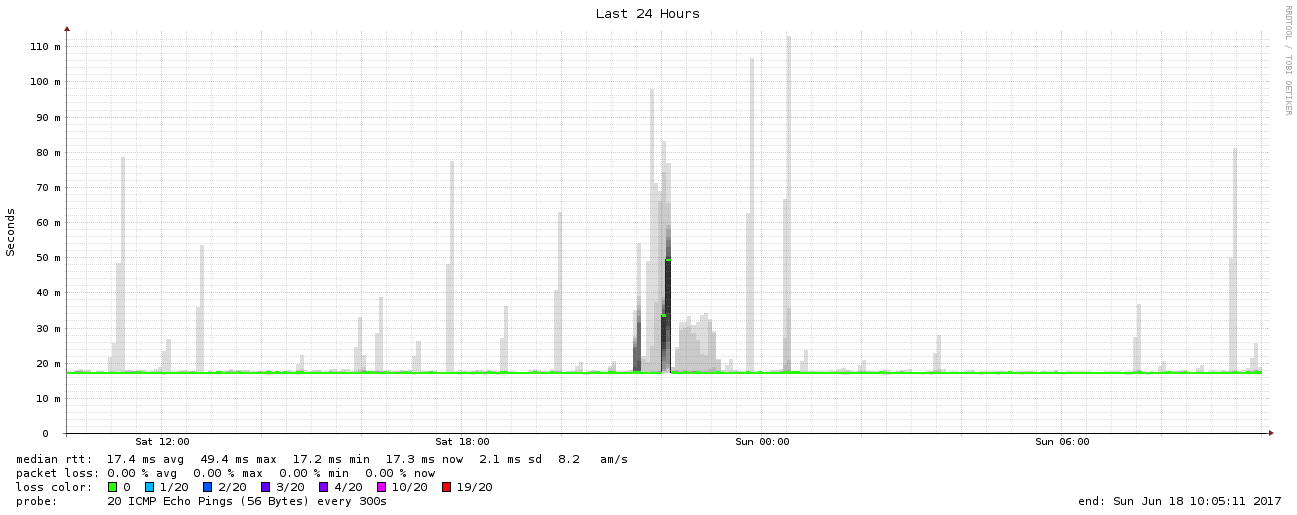 Last 24 Hours
RRDTOOL / TOBI OETIKER
Seconds
110 m
100 m
90 m
80 m
70 m
60 m
50 m
40 m
30 m
20 m
10 m
0
Sat 12:00 Sat 18:00 Sun 00:00 Sun 06:00
median rtt: 17.4 ms avg 49.4 ms max 17.2 ms min 17.3 ms now 2.1 ms sd 8.2 am/s
packet loss: 0.00 % avg 0.00 % max 0.00 % min 0.00 % now
loss color: 0 1/20 2/20 3/20 4/20 10/20 19/20
probe: 20 ICMP Echo Pings (56 Bytes) every 300s end: Sun Jun 18 10:05:11 2017